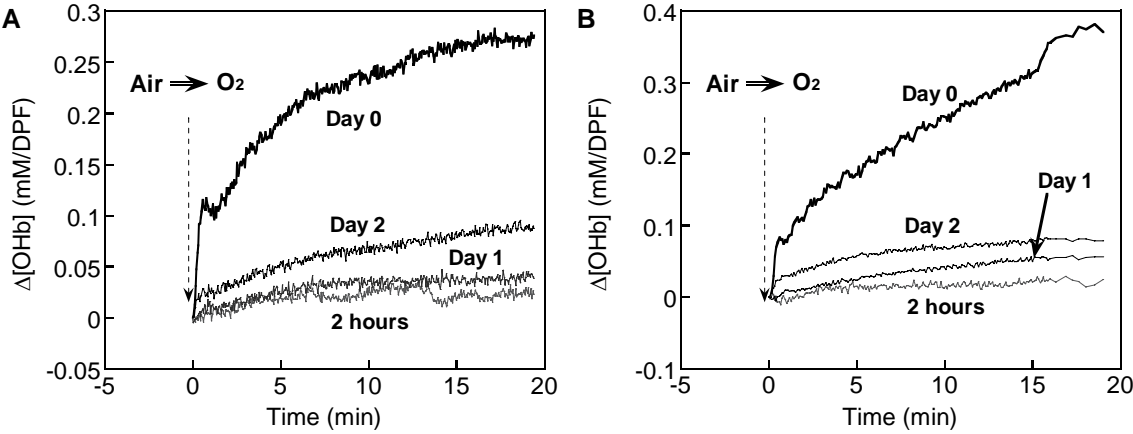 A
Δ[OHb] (mM/DPF)
0.3
0.25
0.2
0.15
0.1
0.05
0
-0.05
Air ⇒ O₂
Day 0
Day 2
Day 1
2 hours
-5 0 5 10 15 20
Time (min)
B
Δ[OHb] (mM/DPF)
0.4
0.3
0.2
0.1
0
-0.1
Air ⇒ O₂
Day 0
Day 1
Day 2
2 hours
-5 0 5 10 15 20
Time (min)